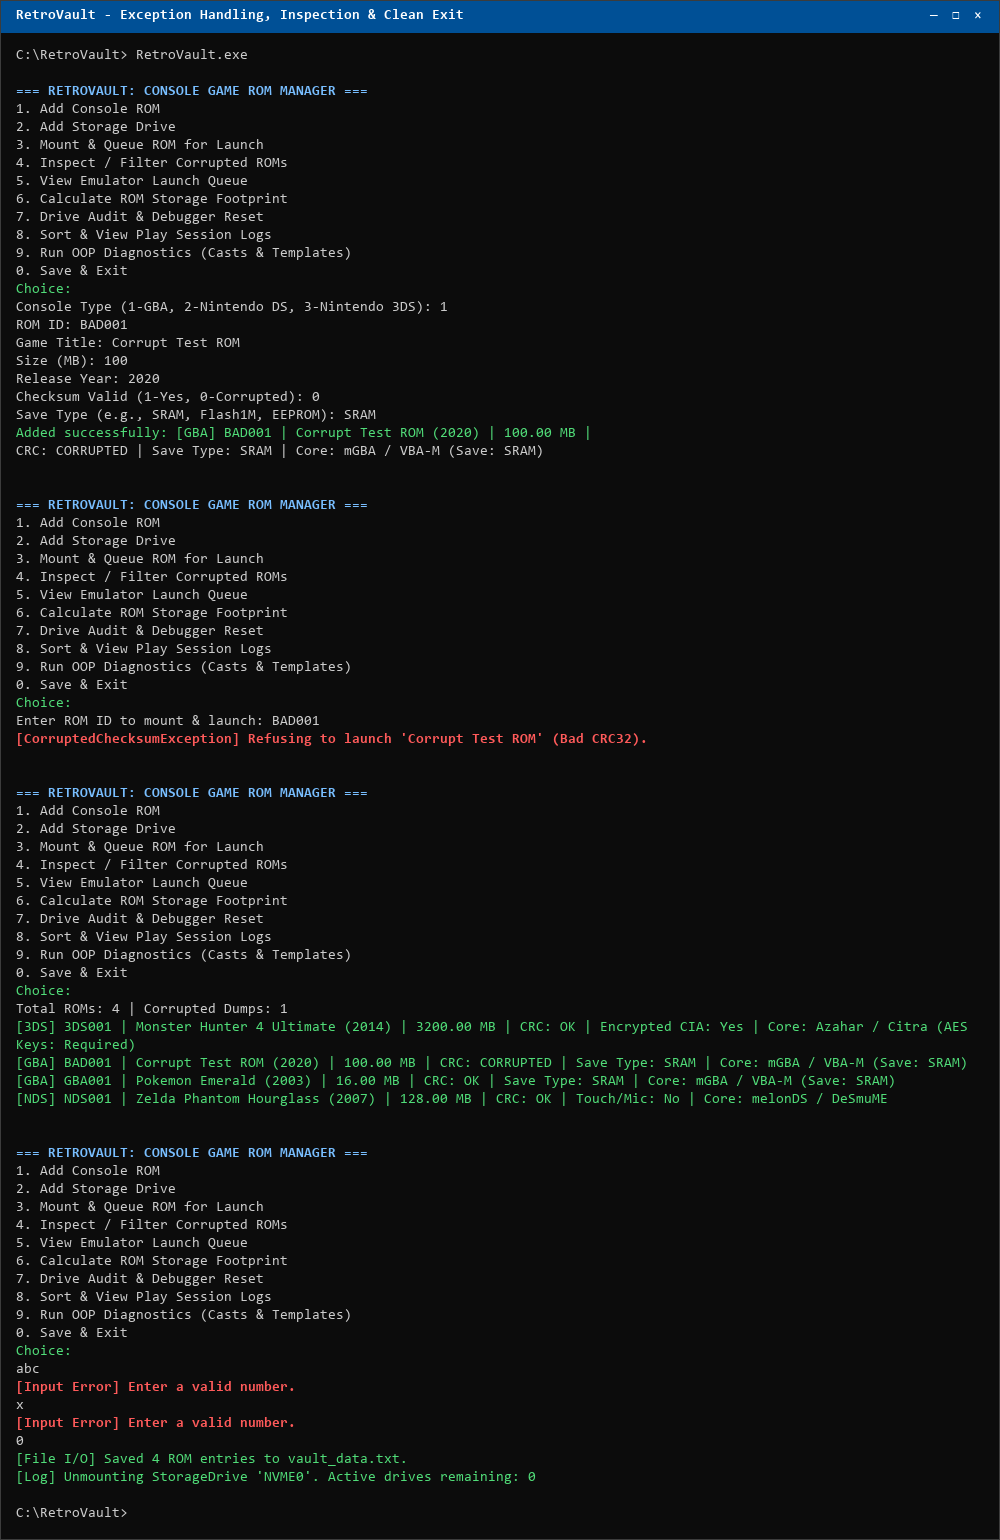 RetroVault - Exception Handling, Inspection & Clean Exit
C:\RetroVault> RetroVault.exe
=== RETROVAULT: CONSOLE GAME ROM MANAGER ===
1. Add Console ROM
2. Add Storage Drive
3. Mount & Queue ROM for Launch
4. Inspect / Filter Corrupted ROMs
5. View Emulator Launch Queue
6. Calculate ROM Storage Footprint
7. Drive Audit & Debugger Reset
8. Sort & View Play Session Logs
9. Run OOP Diagnostics (Casts & Templates)
0. Save & Exit
Choice:
Console Type (1-GBA, 2-Nintendo DS, 3-Nintendo 3DS): 1
ROM ID: BAD001
Game Title: Corrupt Test ROM
Size (MB): 100
Release Year: 2020
Checksum Valid (1-Yes, 0-Corrupted): 0
Save Type (e.g., SRAM, Flash1M, EEPROM): SRAM
Added successfully: [GBA] BAD001 | Corrupt Test ROM (2020) | 100.00 MB |
CRC: CORRUPTED | Save Type: SRAM | Core: mGBA / VBA-M (Save: SRAM)
=== RETROVAULT: CONSOLE GAME ROM MANAGER ===
1. Add Console ROM
2. Add Storage Drive
3. Mount & Queue ROM for Launch
4. Inspect / Filter Corrupted ROMs
5. View Emulator Launch Queue
6. Calculate ROM Storage Footprint
7. Drive Audit & Debugger Reset
8. Sort & View Play Session Logs
9. Run OOP Diagnostics (Casts & Templates)
0. Save & Exit
Choice:
Enter ROM ID to mount & launch: BAD001
[CorruptedChecksumException] Refusing to launch 'Corrupt Test ROM' (Bad CRC32).
=== RETROVAULT: CONSOLE GAME ROM MANAGER ===
1. Add Console ROM
2. Add Storage Drive
3. Mount & Queue ROM for Launch
4. Inspect / Filter Corrupted ROMs
5. View Emulator Launch Queue
6. Calculate ROM Storage Footprint
7. Drive Audit & Debugger Reset
8. Sort & View Play Session Logs
9. Run OOP Diagnostics (Casts & Templates)
0. Save & Exit
Choice:
Total ROMs: 4 | Corrupted Dumps: 1
[3DS] 3DS001 | Monster Hunter 4 Ultimate (2014) | 3200.00 MB | CRC: OK | Encrypted CIA: Yes | Core: Azahar / Citra (AES
Keys: Required)
[GBA] BAD001 | Corrupt Test ROM (2020) | 100.00 MB | CRC: CORRUPTED | Save Type: SRAM | Core: mGBA / VBA-M (Save: SRAM)
[GBA] GBA001 | Pokemon Emerald (2003) | 16.00 MB | CRC: OK | Save Type: SRAM | Core: mGBA / VBA-M (Save: SRAM)
[NDS] NDS001 | Zelda Phantom Hourglass (2007) | 128.00 MB | CRC: OK | Touch/Mic: No | Core: melonDS / DeSmuME
=== RETROVAULT: CONSOLE GAME ROM MANAGER ===
1. Add Console ROM
2. Add Storage Drive
3. Mount & Queue ROM for Launch
4. Inspect / Filter Corrupted ROMs
5. View Emulator Launch Queue
6. Calculate ROM Storage Footprint
7. Drive Audit & Debugger Reset
8. Sort & View Play Session Logs
9. Run OOP Diagnostics (Casts & Templates)
0. Save & Exit
Choice:
abc
[Input Error] Enter a valid number.
x
[Input Error] Enter a valid number.
0
[File I/O] Saved 4 ROM entries to vault_data.txt.
[Log] Unmounting StorageDrive 'NVME0'. Active drives remaining: 0
C:\RetroVault>